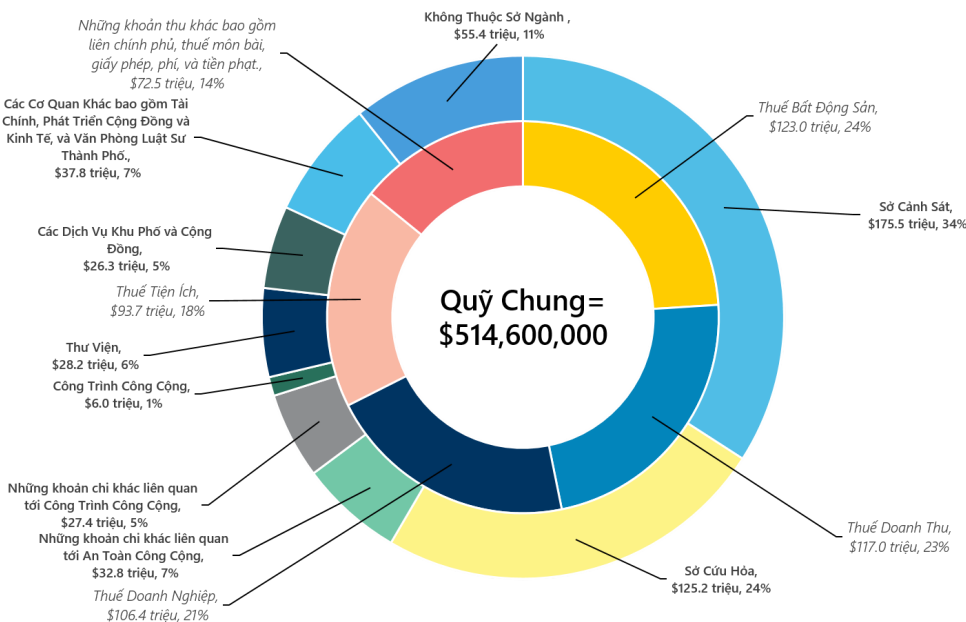 Không Thuộc Sở Ngành ,
$55.4 triệu, 11%
Những khoản thu khác bao gồm
liên chính phủ, thuế môn bài,
giấy phép, phí, và tiền phạt.,
$72.5 triệu, 14%
Các Cơ Quan Khác bao gồm Tài
Chính, Phát Triển Cộng Đồng và
Kinh Tế, và Văn Phòng Luật Sư
Thành Phố.,
$37.8 triệu, 7%
Thuế Bất Động Sản,
$123.0 triệu, 24%
Sở Cảnh Sát,
$175.5 triệu, 34%
Các Dịch Vụ Khu Phố và Cộng
Đồng,
$26.3 triệu, 5%
Thuế Tiện Ích,
$93.7 triệu, 18%
Quỹ Chung=
$514,600,000
Thư Viện,
$28.2 triệu, 6%
Công Trình Công Cộng,
$6.0 triệu, 1%
Những khoản chi khác liên quan
tới Công Trình Công Cộng,
$27.4 triệu, 5%
Những khoản chi khác liên quan
tới An Toàn Công Cộng,
$32.8 triệu, 7%
Thuế Doanh Nghiệp,
$106.4 triệu, 21%
Thuế Doanh Thu,
$117.0 triệu, 23%
Sở Cứu Hỏa,
$125.2 triệu, 24%